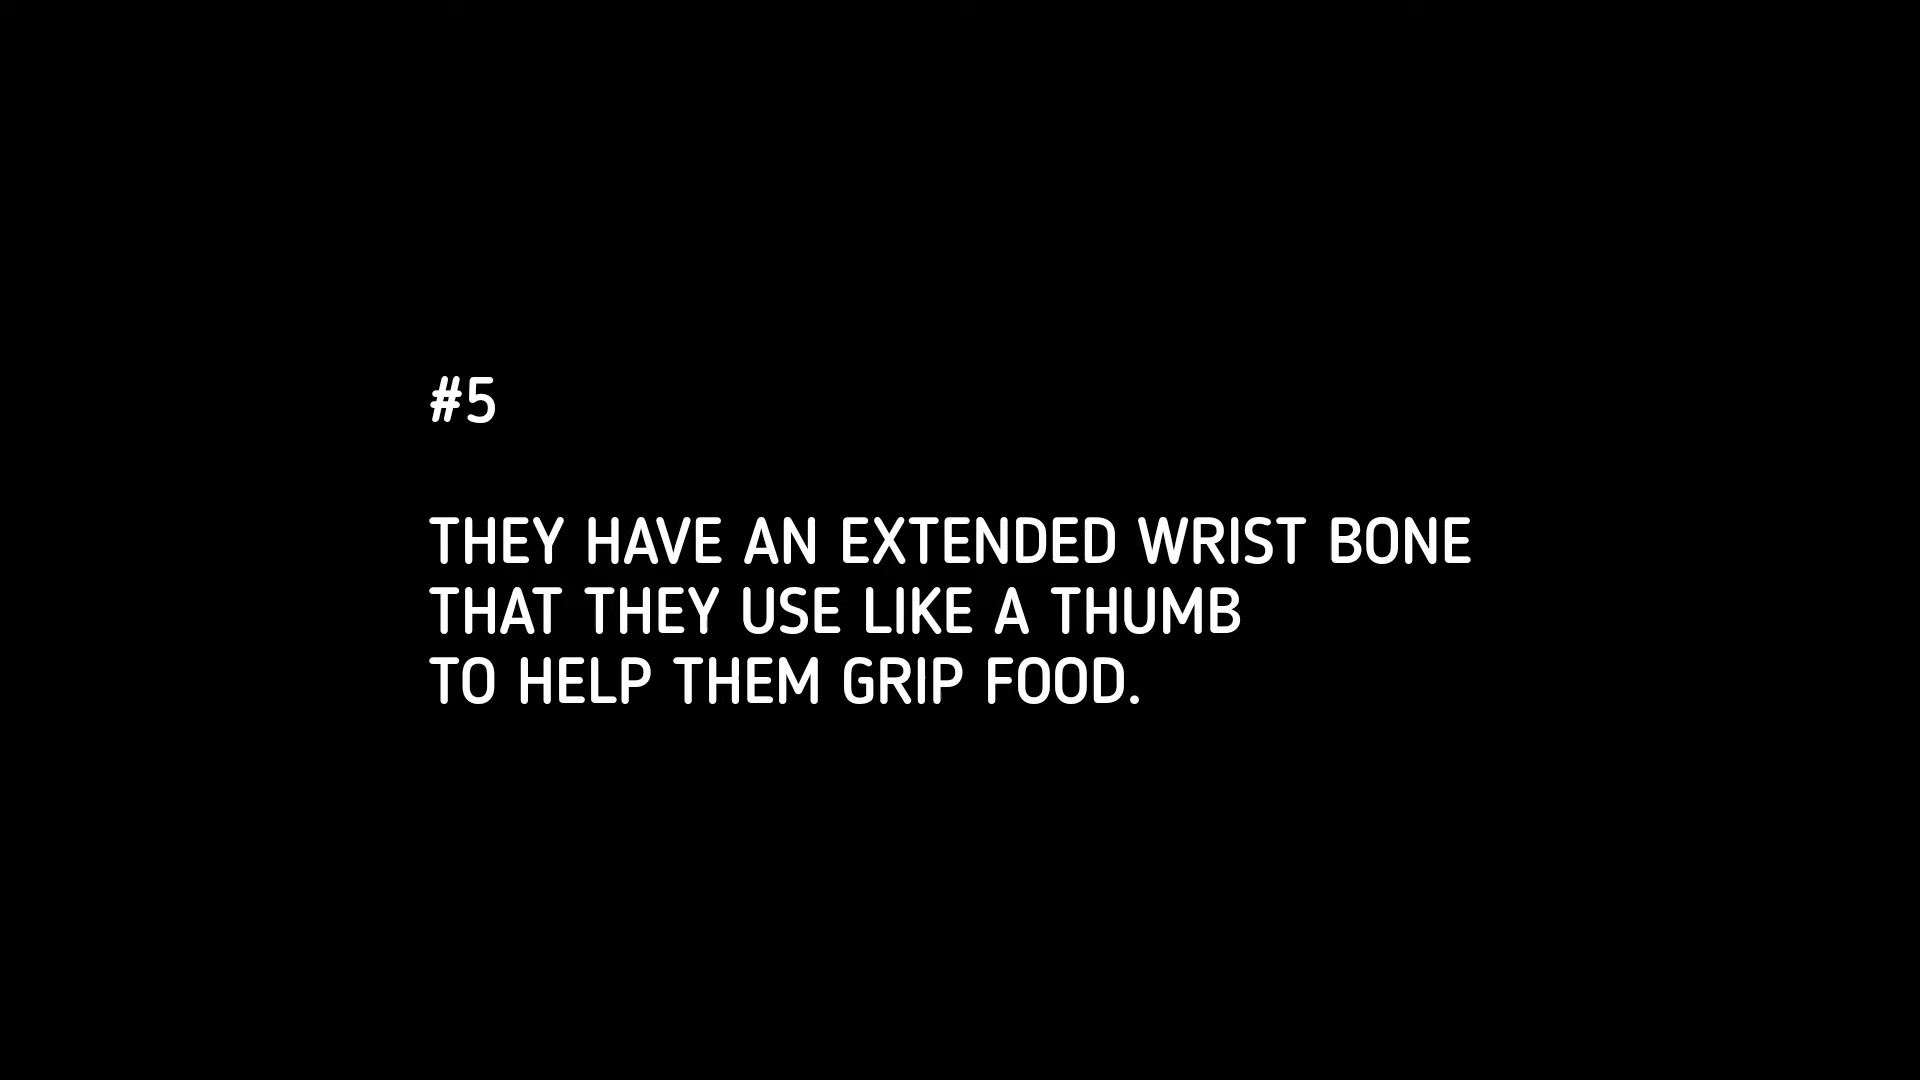 #5
THEY HAVE AN EXTENDED WRIST BONE
THAT THEY USE LIKE A THUMB
TO HELP THEM GRIP FOOD.